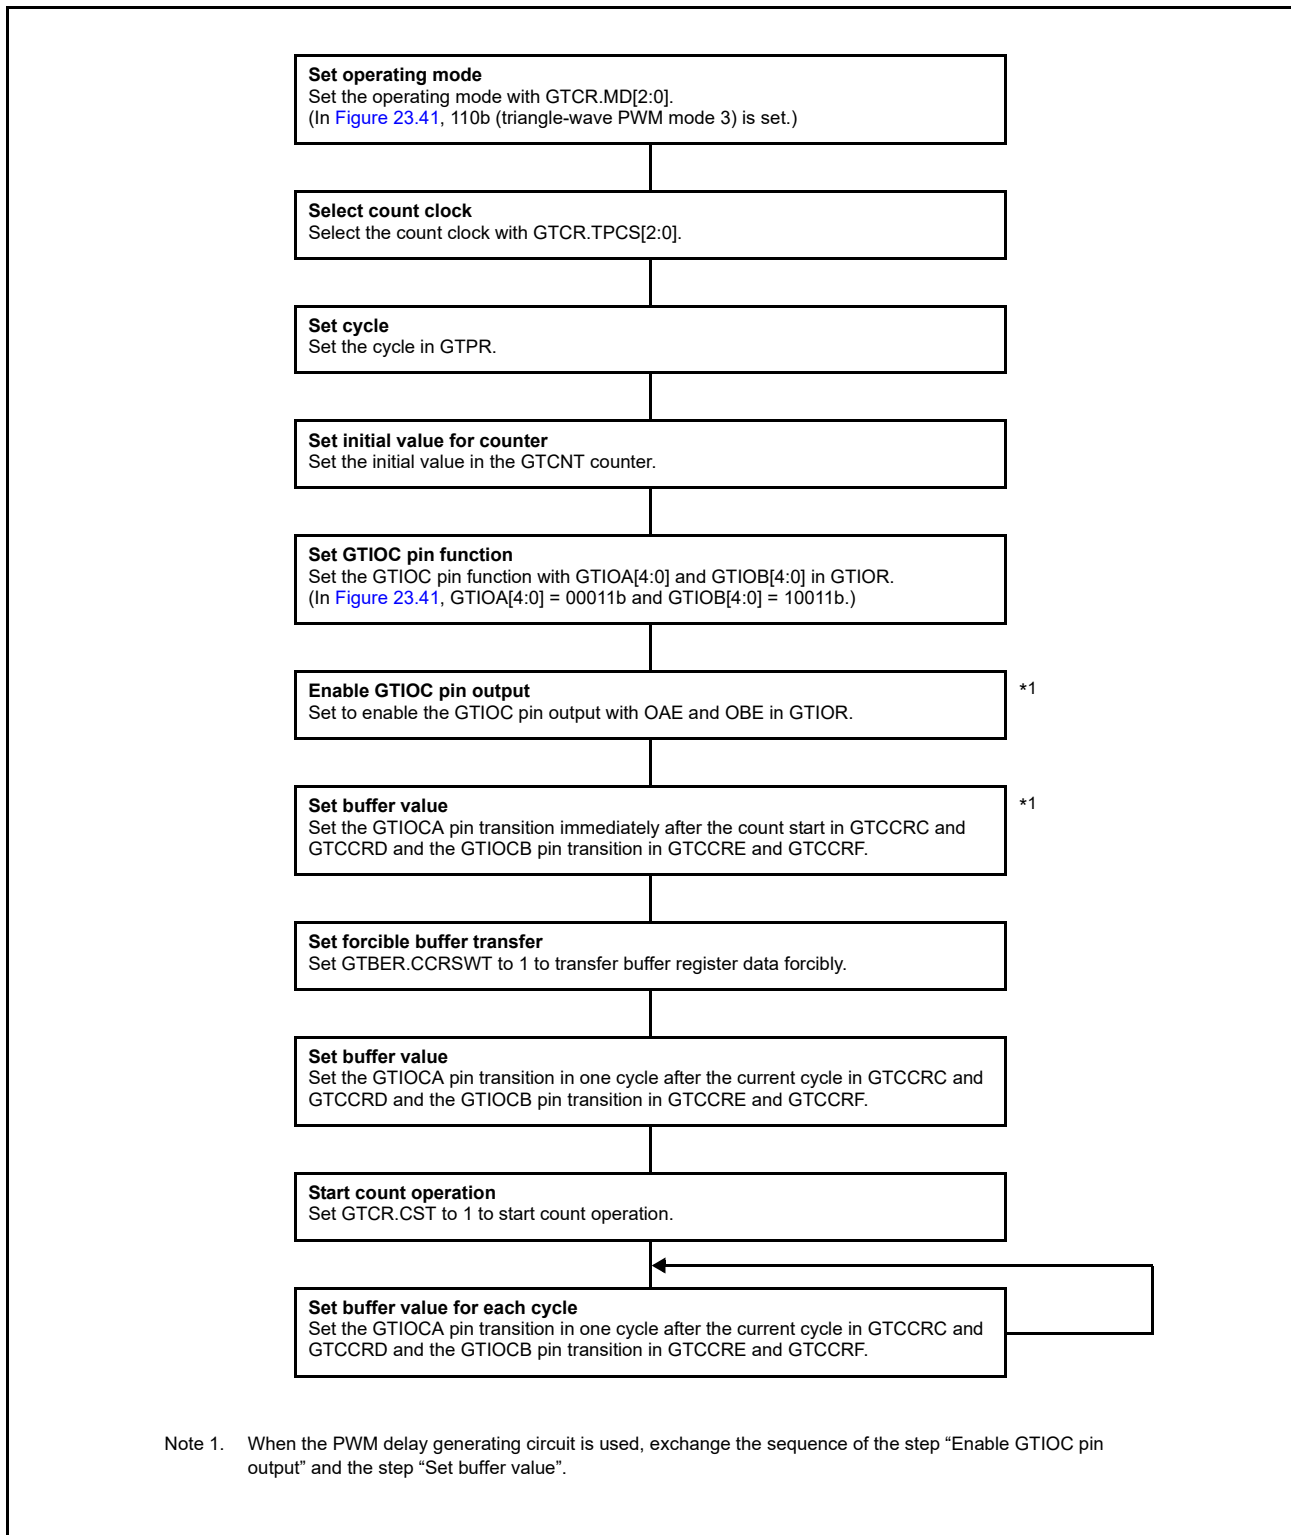 Set operating mode
Set the operating mode with GTCR.MD[2:0].
(In Figure 23.41, 110b (triangle-wave PWM mode 3) is set.)
Select count clock
Select the count clock with GTCR.TPCS[2:0].
Set cycle
Set the cycle in GTPR.
Set initial value for counter
Set the initial value in the GTCNT counter.
Set GTIOC pin function
Set the GTIOC pin function with GTIOA[4:0] and GTIOB[4:0] in GTIOR.
(In Figure 23.41, GTIOA[4:0] = 00011b and GTIOB[4:0] = 10011b.)
Enable GTIOC pin output
Set to enable the GTIOC pin output with OAE and OBE in GTIOR.
*1
Set buffer value
Set the GTIOCA pin transition immediately after the count start in GTCCRC and
GTCCRD and the GTIOCB pin transition in GTCCRE and GTCCRF.
*1
Set forcible buffer transfer
Set GTBER.CCRSWT to 1 to transfer buffer register data forcibly.
Set buffer value
Set the GTIOCA pin transition in one cycle after the current cycle in GTCCRC and
GTCCRD and the GTIOCB pin transition in GTCCRE and GTCCRF.
Start count operation
Set GTCR.CST to 1 to start count operation.
Set buffer value for each cycle
Set the GTIOCA pin transition in one cycle after the current cycle in GTCCRC and
GTCCRD and the GTIOCB pin transition in GTCCRE and GTCCRF.
Note 1. When the PWM delay generating circuit is used, exchange the sequence of the step “Enable GTIOC pin
output” and the step “Set buffer value”.